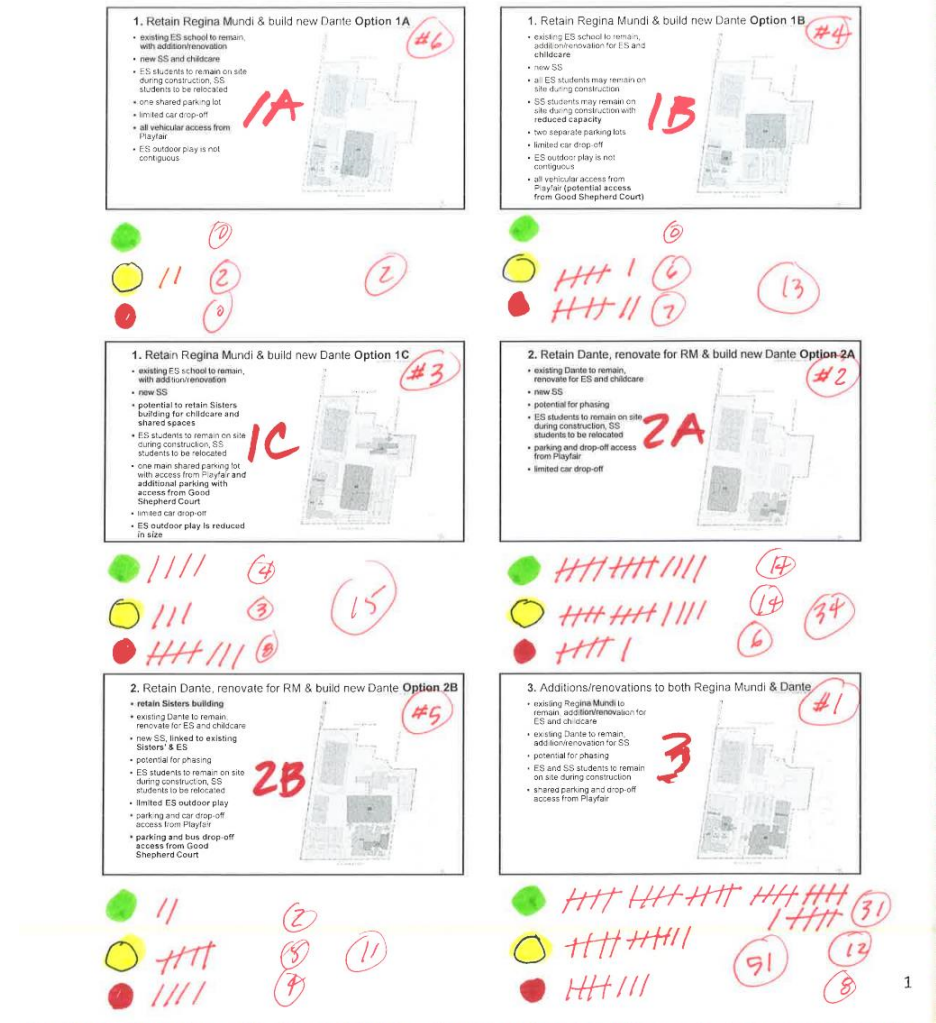 1. Retain Regina Mundi & build new Dante Option 1A
#6
• existing ES school to remain,
with addition/renovation
• new SS and childcare
• ES students to remain on site
during construction, SS
students to be relocated
• one shared parking lot
• limited car drop-off
• all vehicular access from
Playfair
• ES outdoor play is not
contiguous
1A
0
2
2
0
1. Retain Regina Mundi & build new Dante Option 1B
#4
• existing ES school to remain,
addition/renovation for ES and
childcare
• new SS
• all ES students may remain on
site during construction
• SS students may remain on
site during construction with
reduced capacity
• two separate parking lots
• limited car drop-off
• ES outdoor play is not
contiguous
• all vehicular access from
Playfair (potential access
from Good Shepherd Court)
1B
0
6
13
7
1. Retain Regina Mundi & build new Dante Option 1C
#3
• existing ES school to remain,
with addition/renovation
• new SS
• potential to retain Sisters
building for childcare and
shared spaces
• ES students to remain on site
during construction, SS
students to be relocated
• one main shared parking lot
with access from Playfair and
additional parking with
access from Good
Shepherd Court
• limited car drop-off
• ES outdoor play is reduced
in size
1C
4
3
15
8
2. Retain Dante, renovate for RM & build new Dante Option 2A
#2
• existing Dante to remain,
renovate for ES and childcare
• new SS
• potential for phasing
• ES students to remain on site
during construction, SS
students to be relocated
• parking and drop-off access
from Playfair
• limited car drop-off
2A
14
14
34
6
2. Retain Dante, renovate for RM & build new Dante Option 2B
#5
• retain Sisters building
• existing Dante to remain,
renovate for ES and childcare
• new SS, linked to existing
Sisters' & ES
• potential for phasing
• ES students to remain on site
during construction, SS
students to be relocated
• limited ES outdoor play
• parking and car drop-off
access from Playfair
• parking and bus drop-off
access from Good
Shepherd Court
2B
2
5
11
4
3. Additions/renovations to both Regina Mundi & Dante
#1
• existing Regina Mundi to
remain, addition/renovation for
ES and childcare
• existing Dante to remain,
addition/renovation for SS
• potential for phasing
• ES and SS students to remain
on site during construction
• shared parking and drop-off
access from Playfair
3
31
12
51
8
1